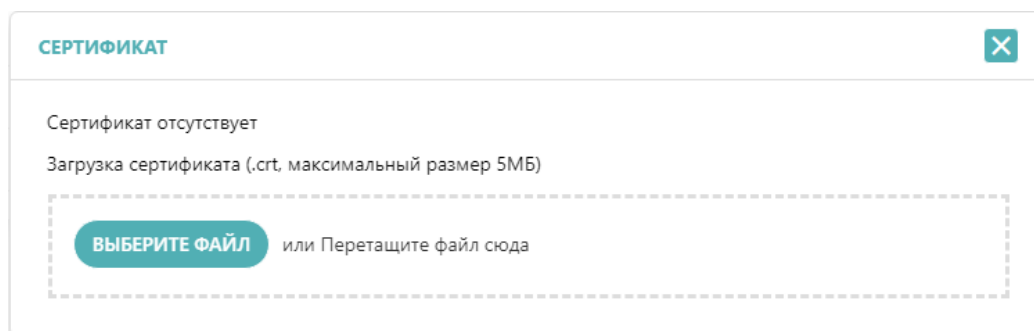 СЕРТИФИКАТ
Сертификат отсутствует
Загрузка сертификата (.crt, максимальный размер 5МБ)
ВЫБЕРИТЕ ФАЙЛ или Перетащите файл сюда